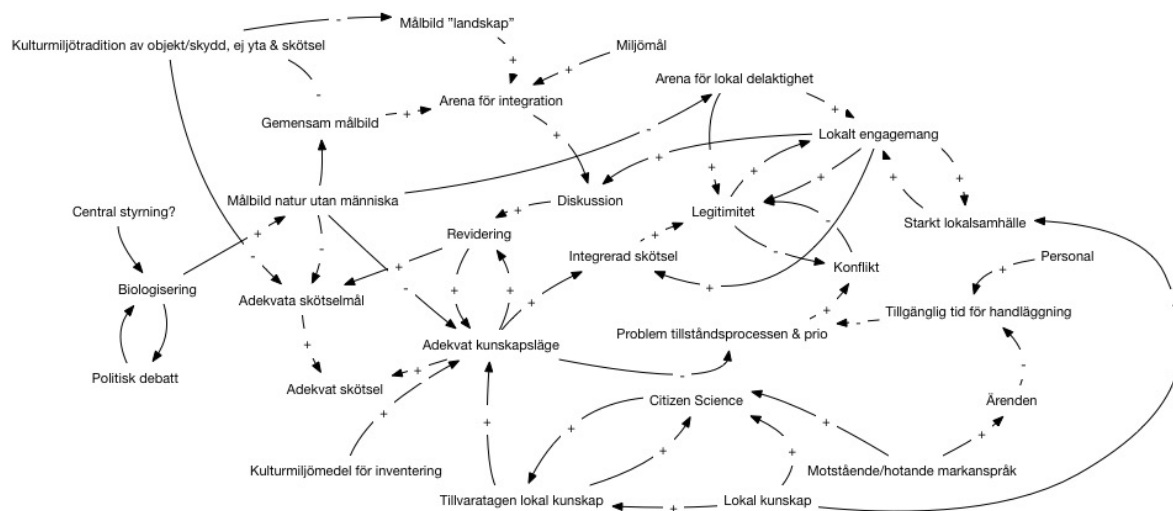 Målbild ”landskap”
Kulturmiljötradition av objekt/skydd, ej yta & skötsel
Miljömål
Arena för lokal delaktighet
Arena för integration
Gemensam målbild
Lokalt engagemang
Målbild natur utan människa
Diskussion
Central styrning?
Legitimitet
Starkt lokalsamhälle
Revidering
Integrerad skötsel
Konflikt
Personal
Biologisering
Adekvata skötselmål
Tillgänglig tid för handläggning
Problem tillståndsprocessen & prio
Adekvat kunskapsläge
Politisk debatt
Adekvat skötsel
Citizen Science
Ärenden
Kulturmiljömedel för inventering
Motstående/hotande markanspråk
Tillvaratagen lokal kunskap
Lokal kunskap